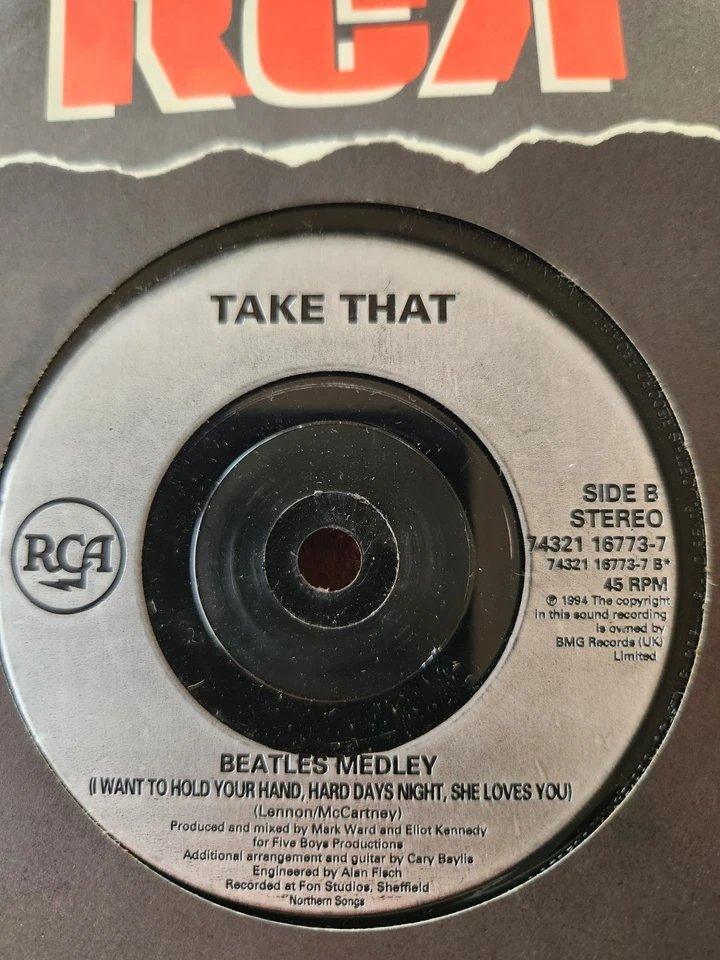 RCA
TAKE THAT
RCA
SIDE B
STEREO
74321 16773-7
74321 16773-7 B*
45 RPM
℗ 1994 The copyright
in this sound recording
is owned by
BMG Records (UK)
Limited
BEATLES MEDLEY
(I WANT TO HOLD YOUR HAND, HARD DAYS NIGHT, SHE LOVES YOU)
(Lennon/McCartney)
Produced and mixed by Mark Ward and Eliot Kennedy
for Five Boys Productions
Additional arrangement and guitar by Cary Baylis
Engineered by Alan Fisch
Recorded at Fon Studios, Sheffield
Northern Songs